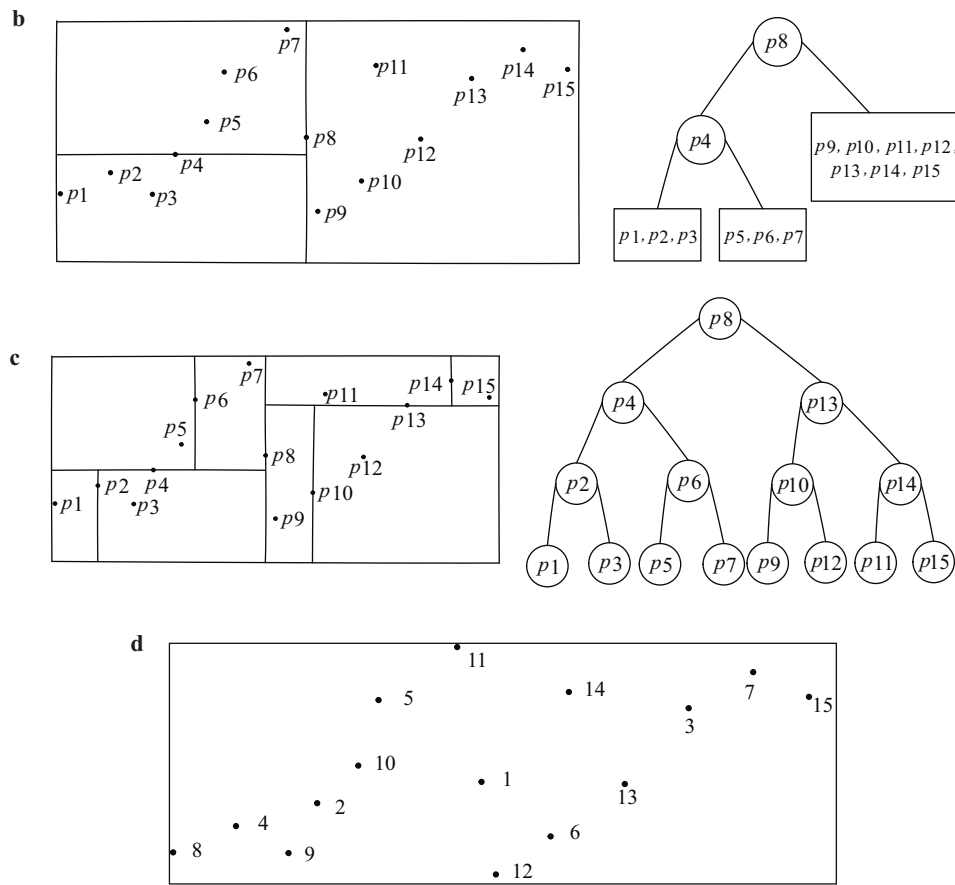 b
p7
p6
p11
p14
p13
p15
p5
p8
p12
p4
p2
p1
p3
p10
p9
p8
p4
p9, p10, p11, p12,
p13, p14, p15
p1, p2, p3
p5, p6, p7
c
p7
p6
p11
p14
p15
p13
p5
p8
p12
p4
p2
p1
p3
p10
p9
p8
p4
p13
p2
p6
p10
p14
p1
p3
p5
p7
p9
p12
p11
p15
d
11
7
14
5
15
3
10
1
13
2
4
6
8
9
12